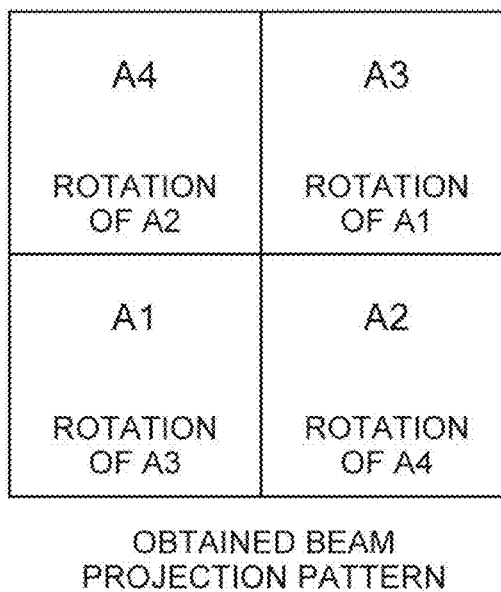 A4
ROTATION
OF A2
A3
ROTATION
OF A1
A1
ROTATION
OF A3
A2
ROTATION
OF A4
OBTAINED BEAM
PROJECTION PATTERN